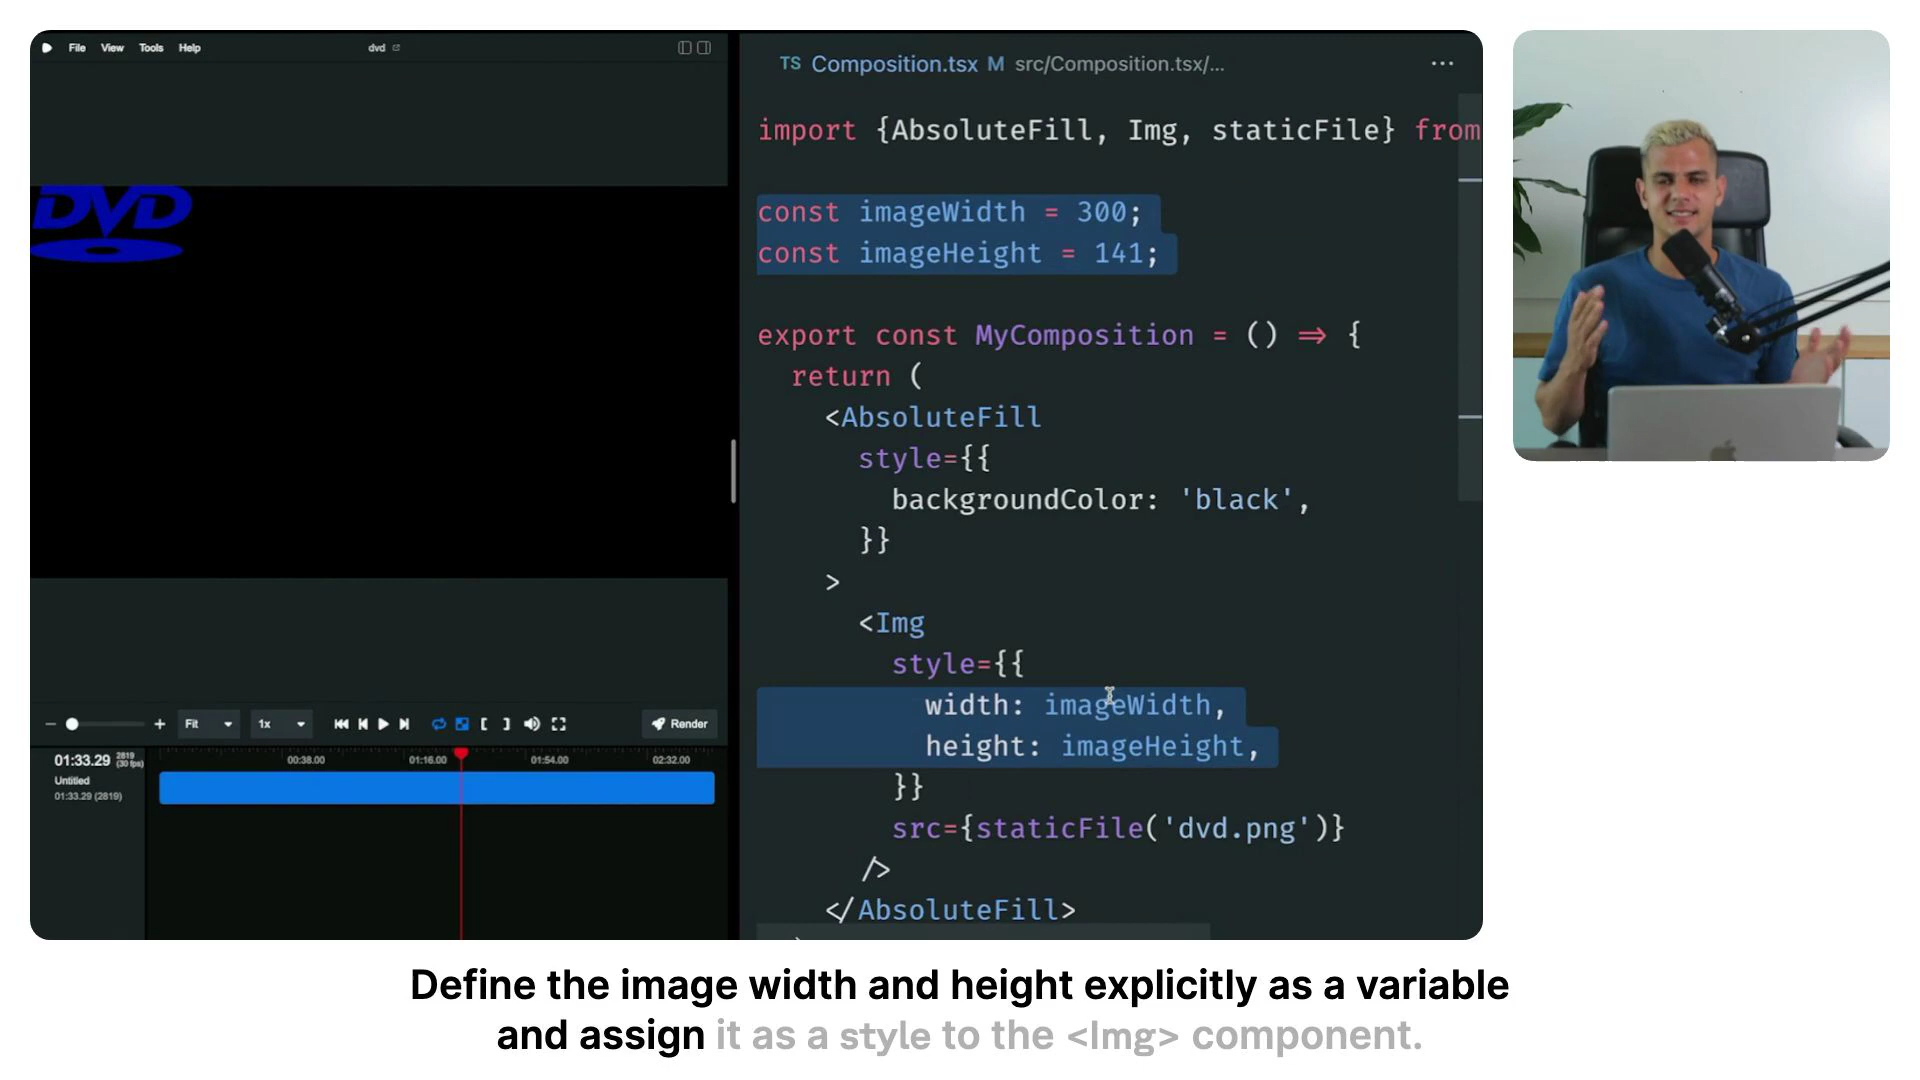 File View Tools Help
dvd
DVD
Fit
1x
Render
01:33.29
2819
(30 fps)
00:38.00
01:16.00
01:54.00
02:32.00
Untitled
01:33.29 (2819)
TS Composition.tsx M src/Composition.tsx/...
import {AbsoluteFill, Img, staticFile} from
const imageWidth = 300;
const imageHeight = 141;
export const MyComposition = () => {
return (
<AbsoluteFill
style={{
backgroundColor: 'black',
}}
>
<Img
style={{
width: imageWidth,
height: imageHeight,
}}
src={staticFile('dvd.png')}
/>
</AbsoluteFill>
Define the image width and height explicitly as a variable
and assign it as a style to the <Img> component.